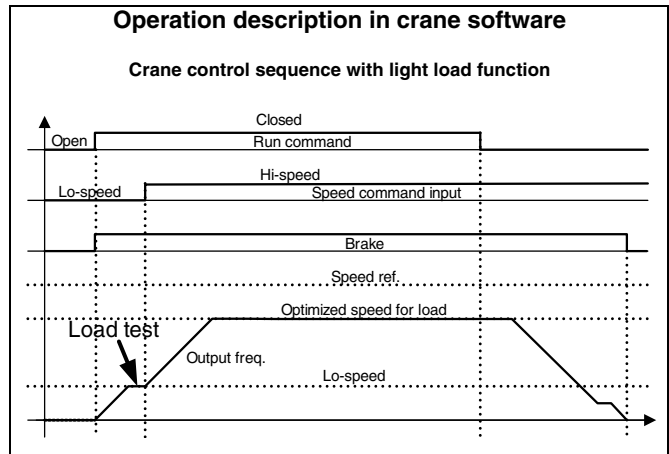 Operation description in crane software
Crane control sequence with light load function
Closed
Open
Run command
Hi-speed
Lo-speed
Speed command input
Brake
Speed ref.
Optimized speed for load
Load test
Output freq.
Lo-speed